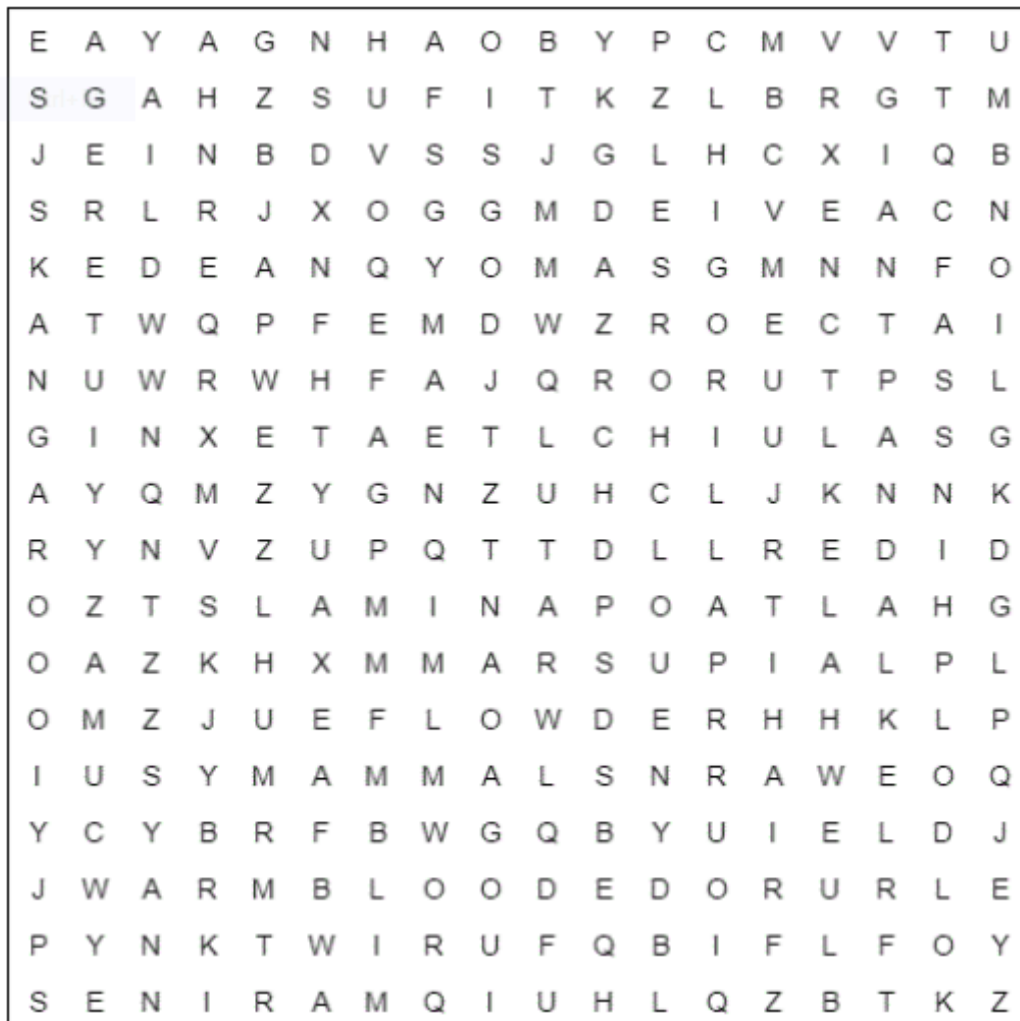 E A Y A G N H A O B Y P C M V V T U
S G A H Z S U F I T K Z L B R G T M
J E I N B D V S S J G L H C X I Q B
S R L R J X O G G M D E I V E A C N
K E D E A N Q Y O M A S G M N N F O
A T W Q P F E M D W Z R O E C T A I
N U W R W H F A J Q R O R U T P S L
G I N X E T A E T L C H I U L A S G
A Y Q M Z Y G N Z U H C L J K N N K
R Y N V Z U P Q T T D L L R E D I D
O Z T S L A M I N A P O A T L A H G
O A Z K H X M M A R S U P I A L P L
O M Z J U E F L O W D E R H H K L P
I U S Y M A M M A L S N R A W E O Q
Y C Y B R F B W G Q B Y U I E L D J
J W A R M B L O O D E D O R U R L E
P Y N K T W I R U F Q B I F L F O Y
S E N I R A M Q I U H L Q Z B T K Z